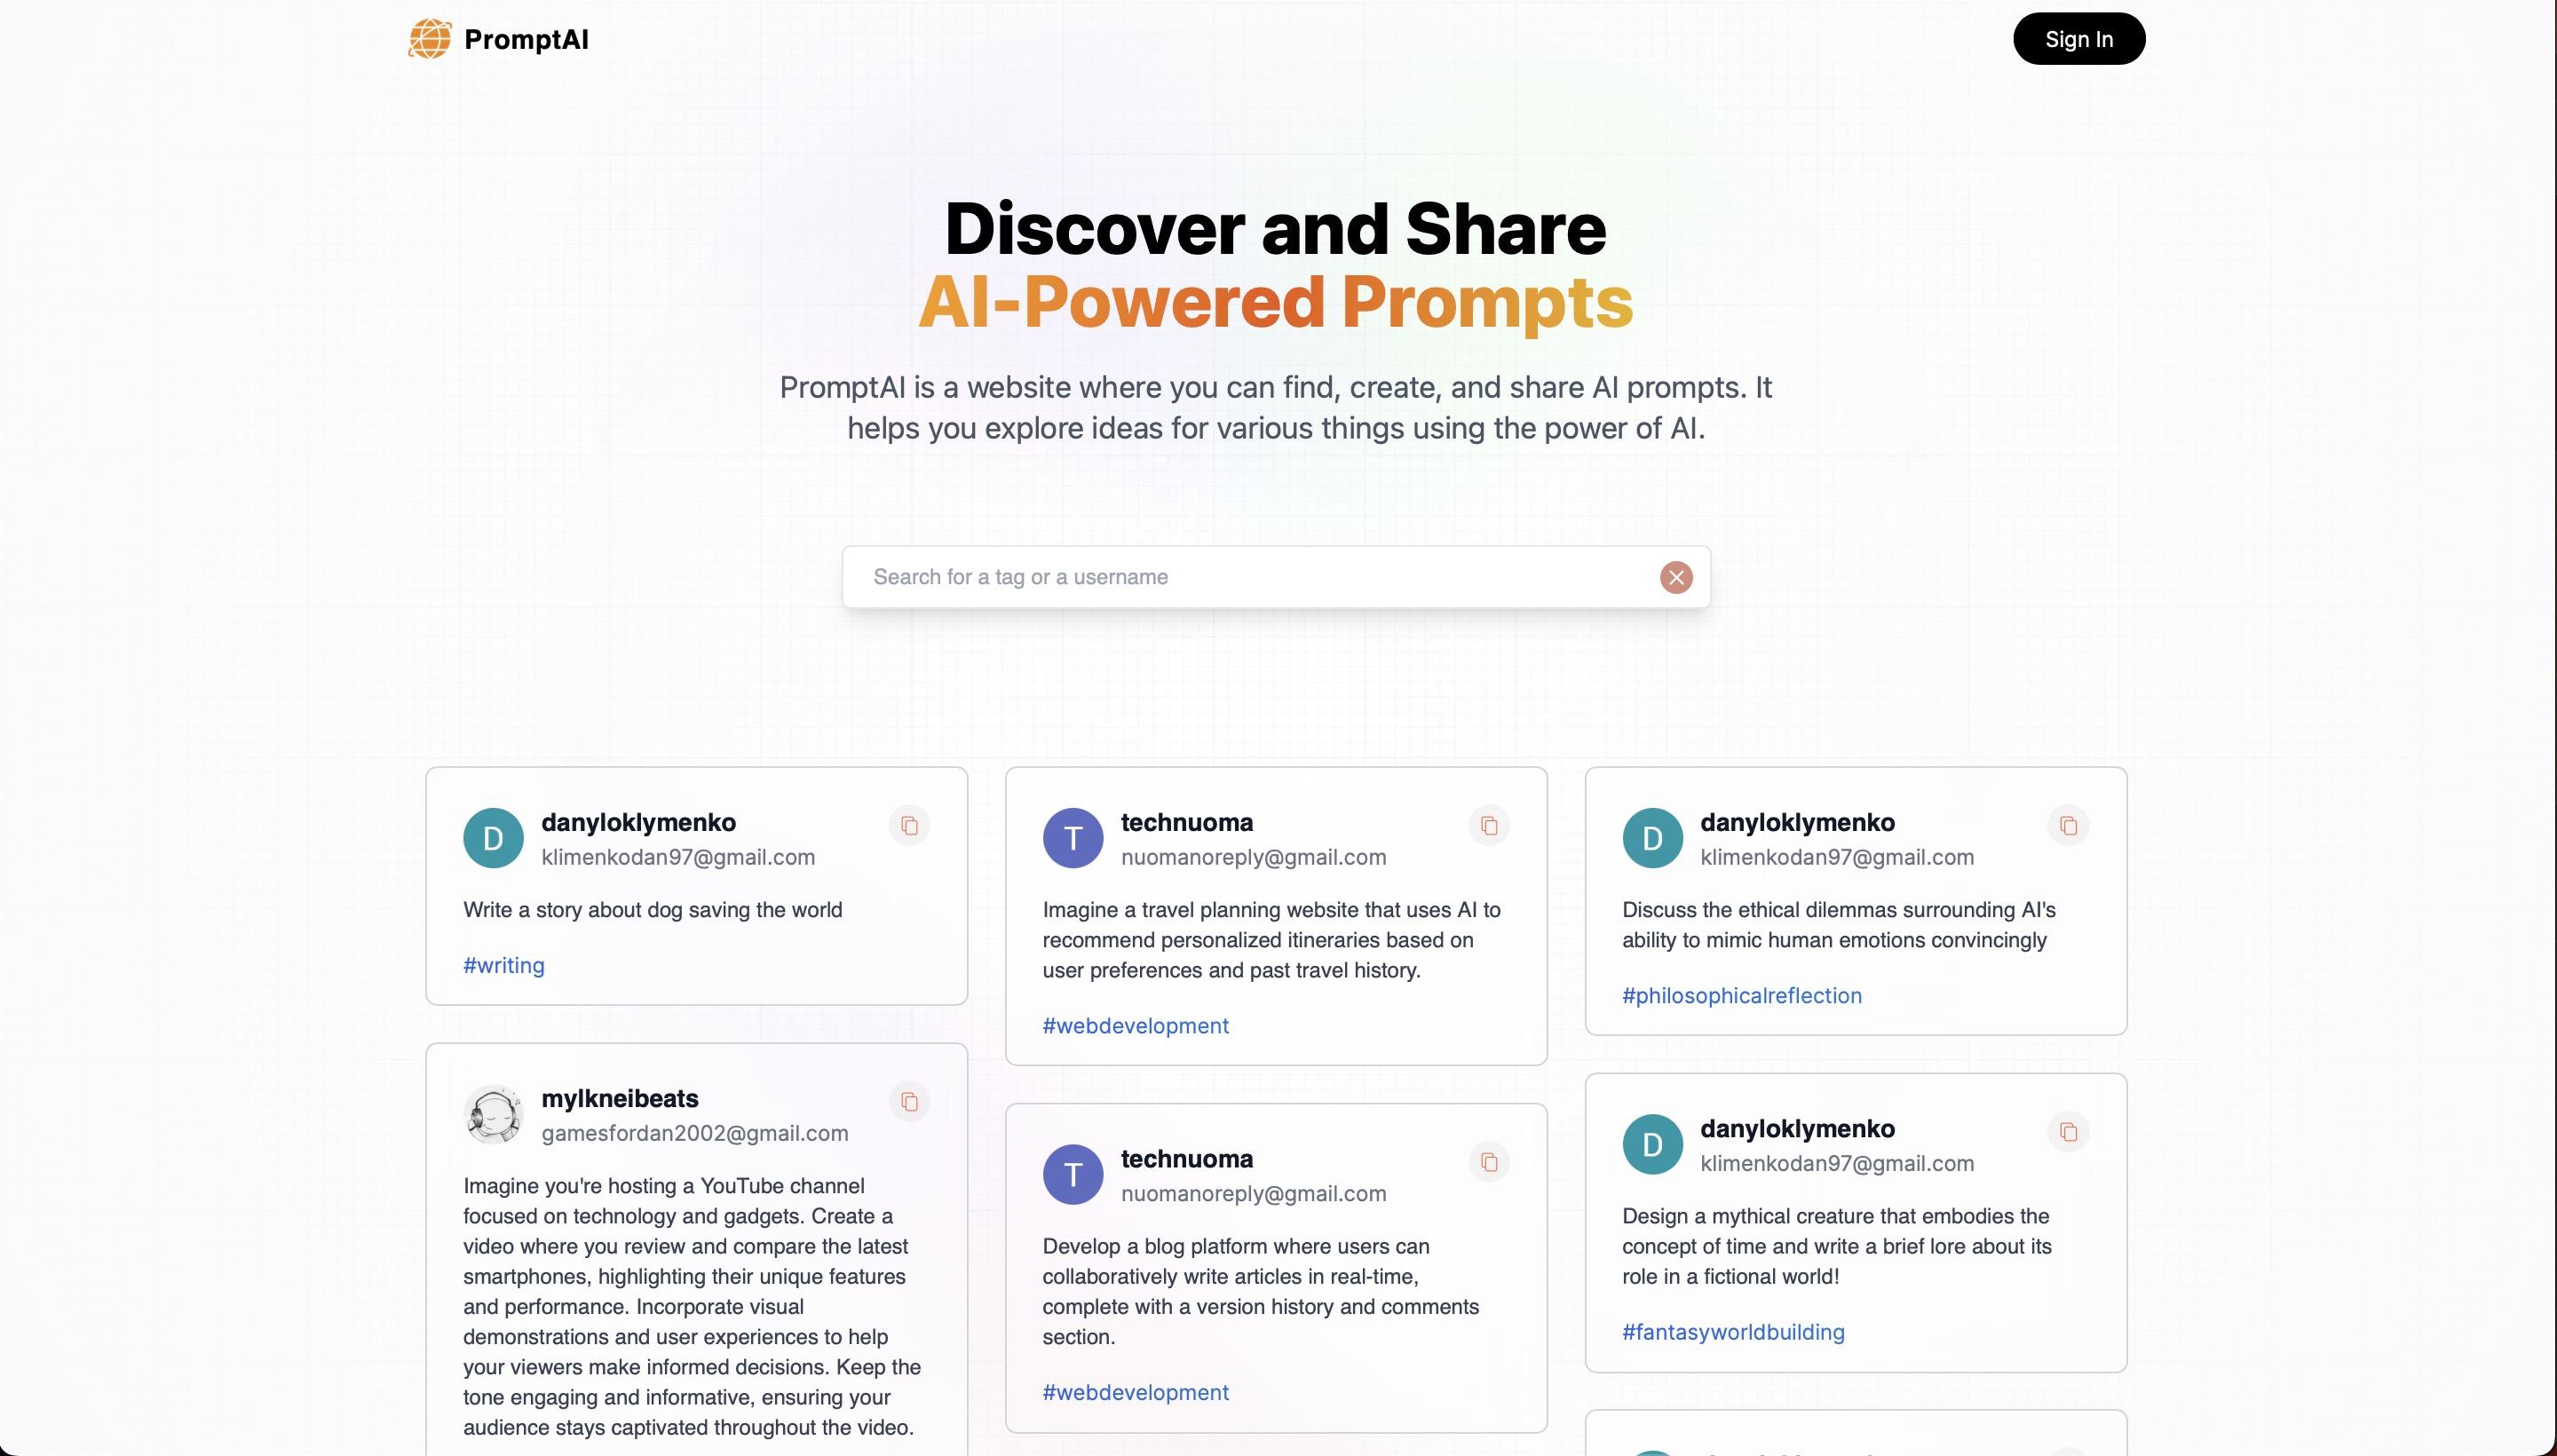 PromptAI
Sign In
Discover and Share
AI-Powered Prompts
PromptAI is a website where you can find, create, and share AI prompts. It
helps you explore ideas for various things using the power of AI.
Search for a tag or a username
D
danyloklymenko
klimenkodan97@gmail.com
Write a story about dog saving the world
#writing
mylkneibeats
gamesfordan2002@gmail.com
Imagine you're hosting a YouTube channel
focused on technology and gadgets. Create a
video where you review and compare the latest
smartphones, highlighting their unique features
and performance. Incorporate visual
demonstrations and user experiences to help
your viewers make informed decisions. Keep the
tone engaging and informative, ensuring your
audience stays captivated throughout the video.
T
technuoma
nuomanoreply@gmail.com
Imagine a travel planning website that uses AI to
recommend personalized itineraries based on
user preferences and past travel history.
#webdevelopment
T
technuoma
nuomanoreply@gmail.com
Develop a blog platform where users can
collaboratively write articles in real-time,
complete with a version history and comments
section.
#webdevelopment
D
danyloklymenko
klimenkodan97@gmail.com
Discuss the ethical dilemmas surrounding AI's
ability to mimic human emotions convincingly
#philosophicalreflection
D
danyloklymenko
klimenkodan97@gmail.com
Design a mythical creature that embodies the
concept of time and write a brief lore about its
role in a fictional world!
#fantasyworldbuilding